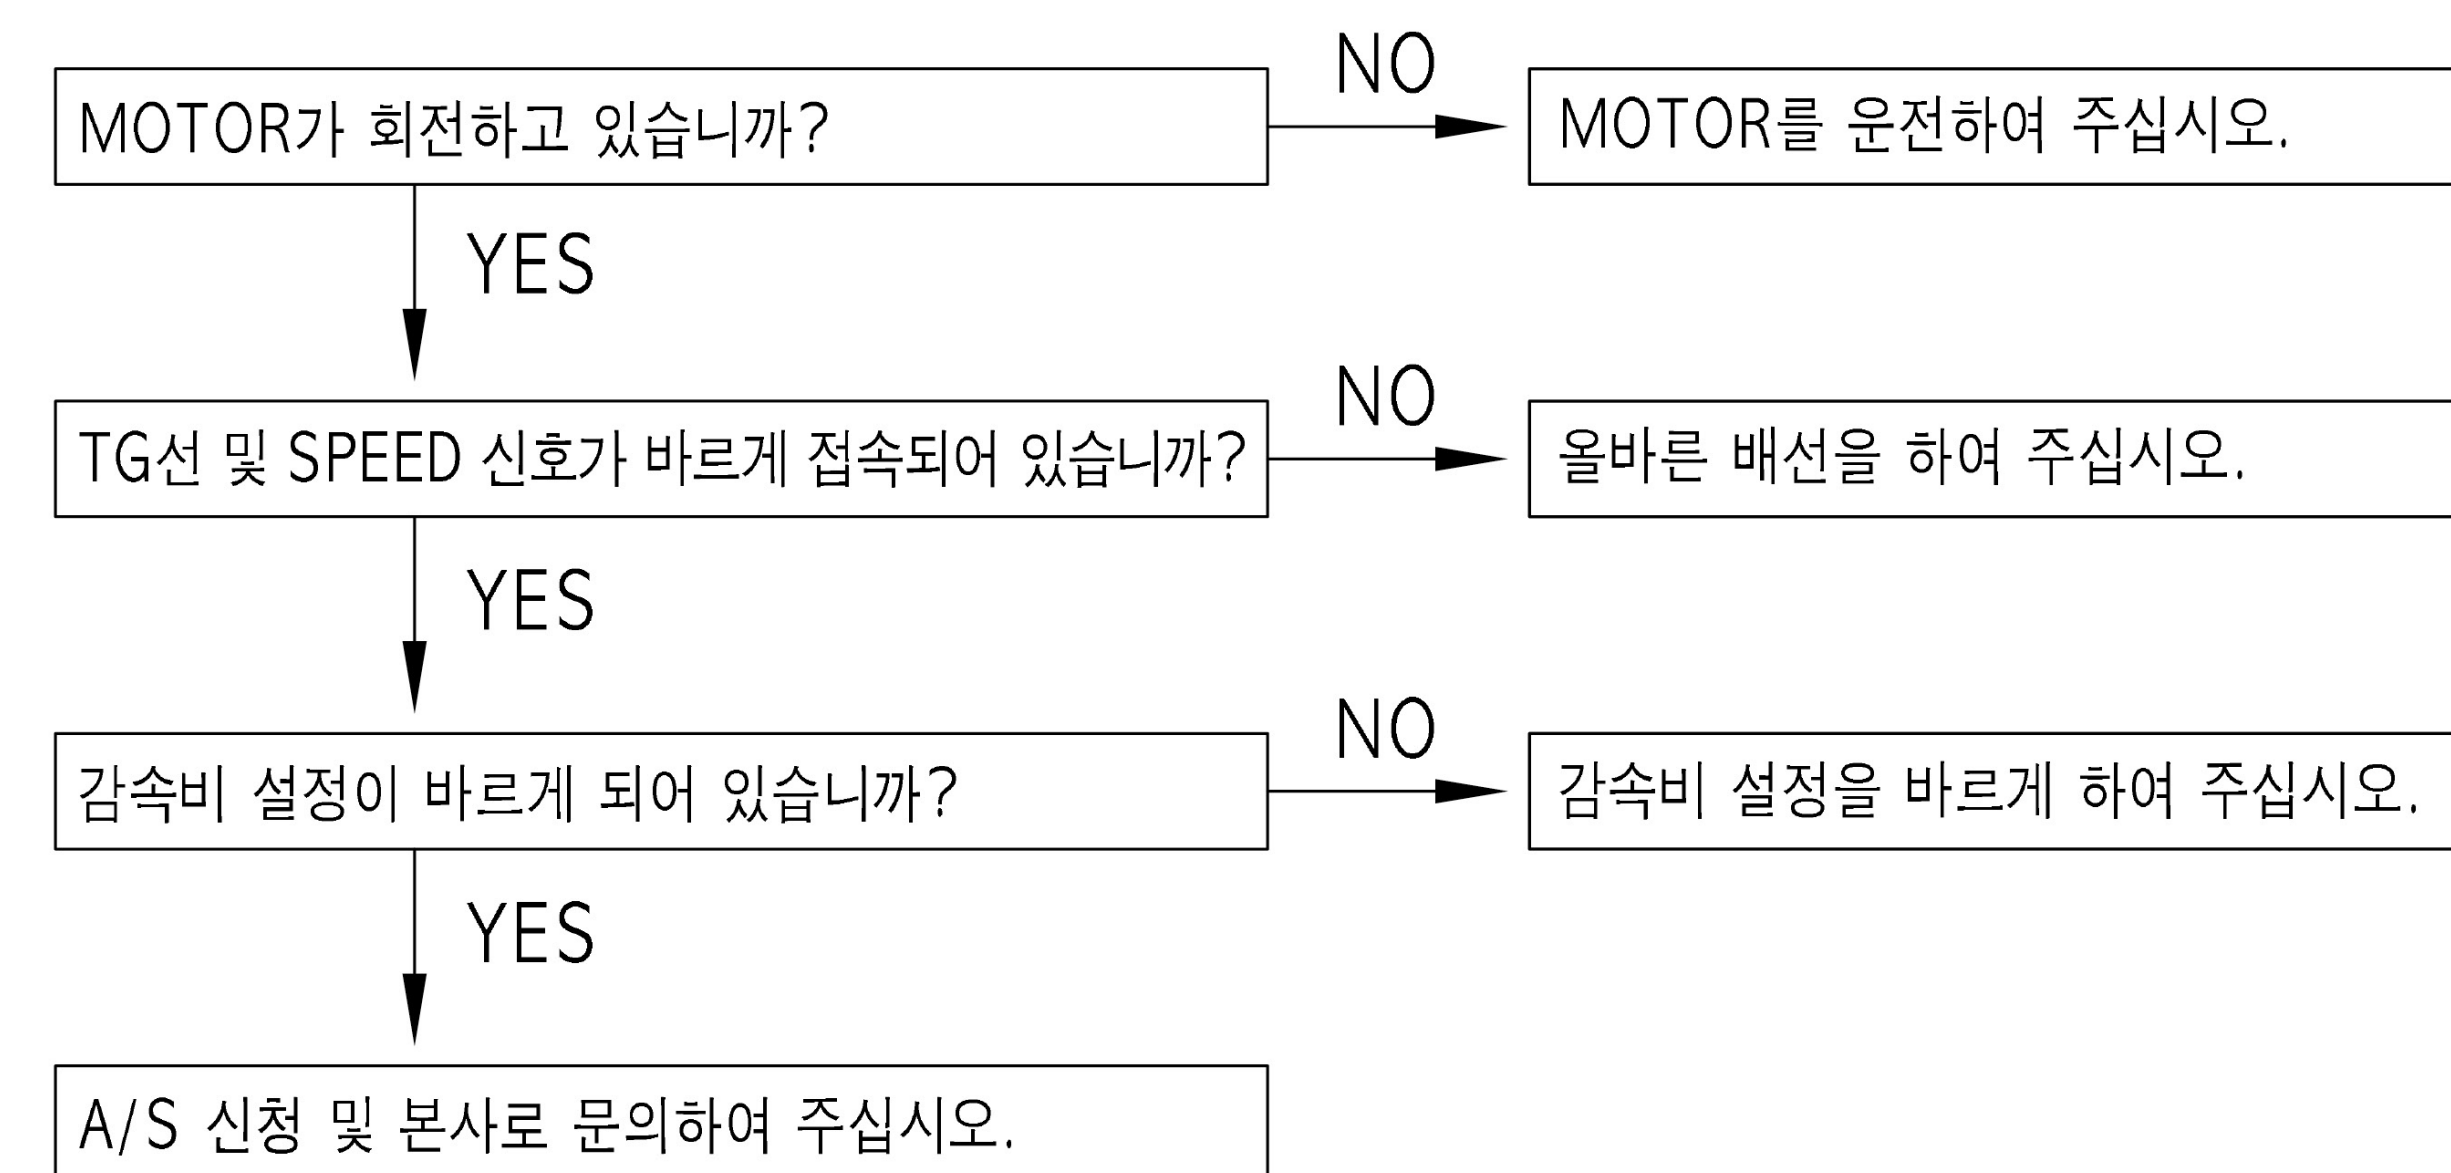 NO
MOTOR가 회전하고 있습니까?
MOTOR를 운전하여 주십시오.
YES
NO
TG선 및 SPEED 신호가 바르게 접속되어 있습니까?
올바른 배선을 하여 주십시오.
YES
NO
감속비 설정이 바르게 되어 있습니까?
감속비 설정을 바르게 하여 주십시오.
YES
A/S 신청 및 본사로 문의하여 주십시오.